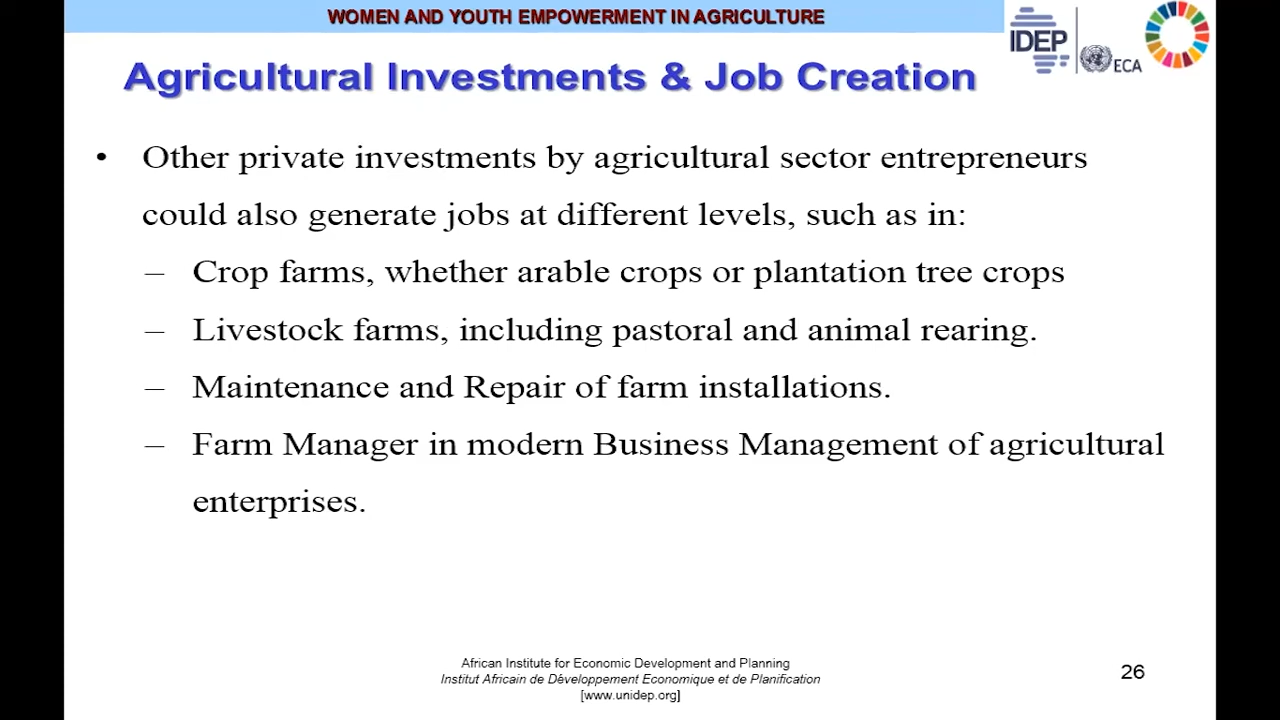 WOMEN AND YOUTH EMPOWERMENT IN AGRICULTURE
IDEP
ECA
Agricultural Investments & Job Creation
• Other private investments by agricultural sector entrepreneurs
could also generate jobs at different levels, such as in:
– Crop farms, whether arable crops or plantation tree crops
– Livestock farms, including pastoral and animal rearing.
– Maintenance and Repair of farm installations.
– Farm Manager in modern Business Management of agricultural
enterprises.
African Institute for Economic Development and Planning
Institut Africain de Développement Economique et de Planification
[www.unidep.org]
26